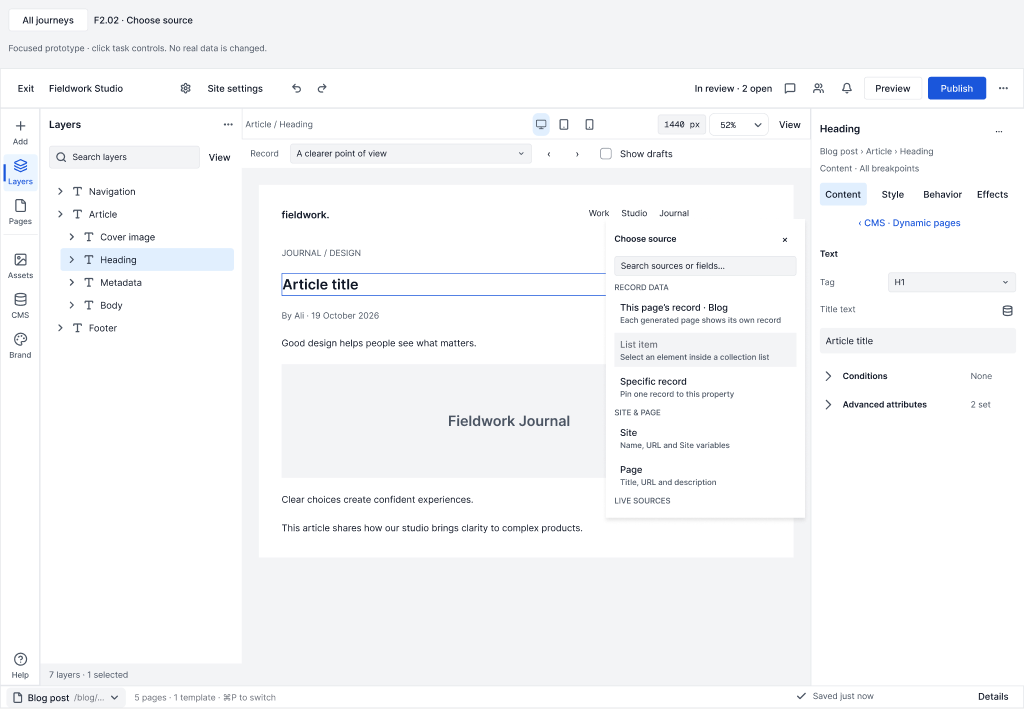 All journeys
F2.02 · Choose source
Focused prototype · click task controls. No real data is changed.
Exit
Fieldwork Studio
Site settings
In review · 2 open
Preview
Publish
Add
Layers
Pages
Assets
CMS
Brand
Help
Layers
Search layers
View
Navigation
Article
Cover image
Heading
Metadata
Body
Footer
7 layers · 1 selected
Article / Heading
1440 px
52%
View
Record
A clearer point of view
Show drafts
fieldwork.
Work
Studio
Journal
JOURNAL / DESIGN
Article title
By Ali · 19 October 2026
Good design helps people see what matters.
Fieldwork Journal
Clear choices create confident experiences.
This article shares how our studio brings clarity to complex products.
Choose source
×
Search sources or fields...
RECORD DATA
This page's record · Blog
Each generated page shows its own record
List item
Select an element inside a collection list
Specific record
Pin one record to this property
SITE & PAGE
Site
Name, URL and Site variables
Page
Title, URL and description
LIVE SOURCES
Heading
...
Blog post › Article › Heading
Content · All breakpoints
Content
Style
Behavior
Effects
‹ CMS · Dynamic pages
Text
Tag
H1
Title text
Article title
Conditions
None
Advanced attributes
2 set
Blog post
/blog/...
5 pages · 1 template · ⌘P to switch
Saved just now
Details